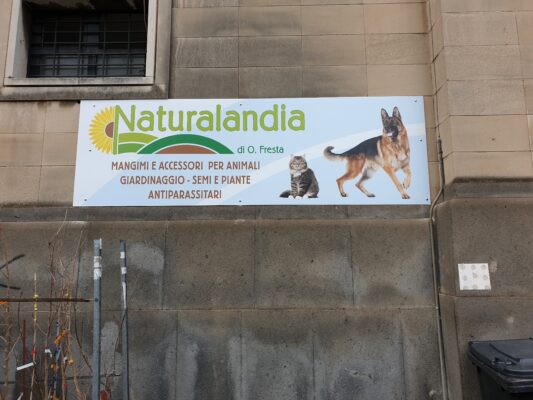 Naturalandia
di O. Fresta
MANGIMI E ACCESSORI PER ANIMALI
GIARDINAGGIO - SEMI E PIANTE
ANTIPARASSITARI